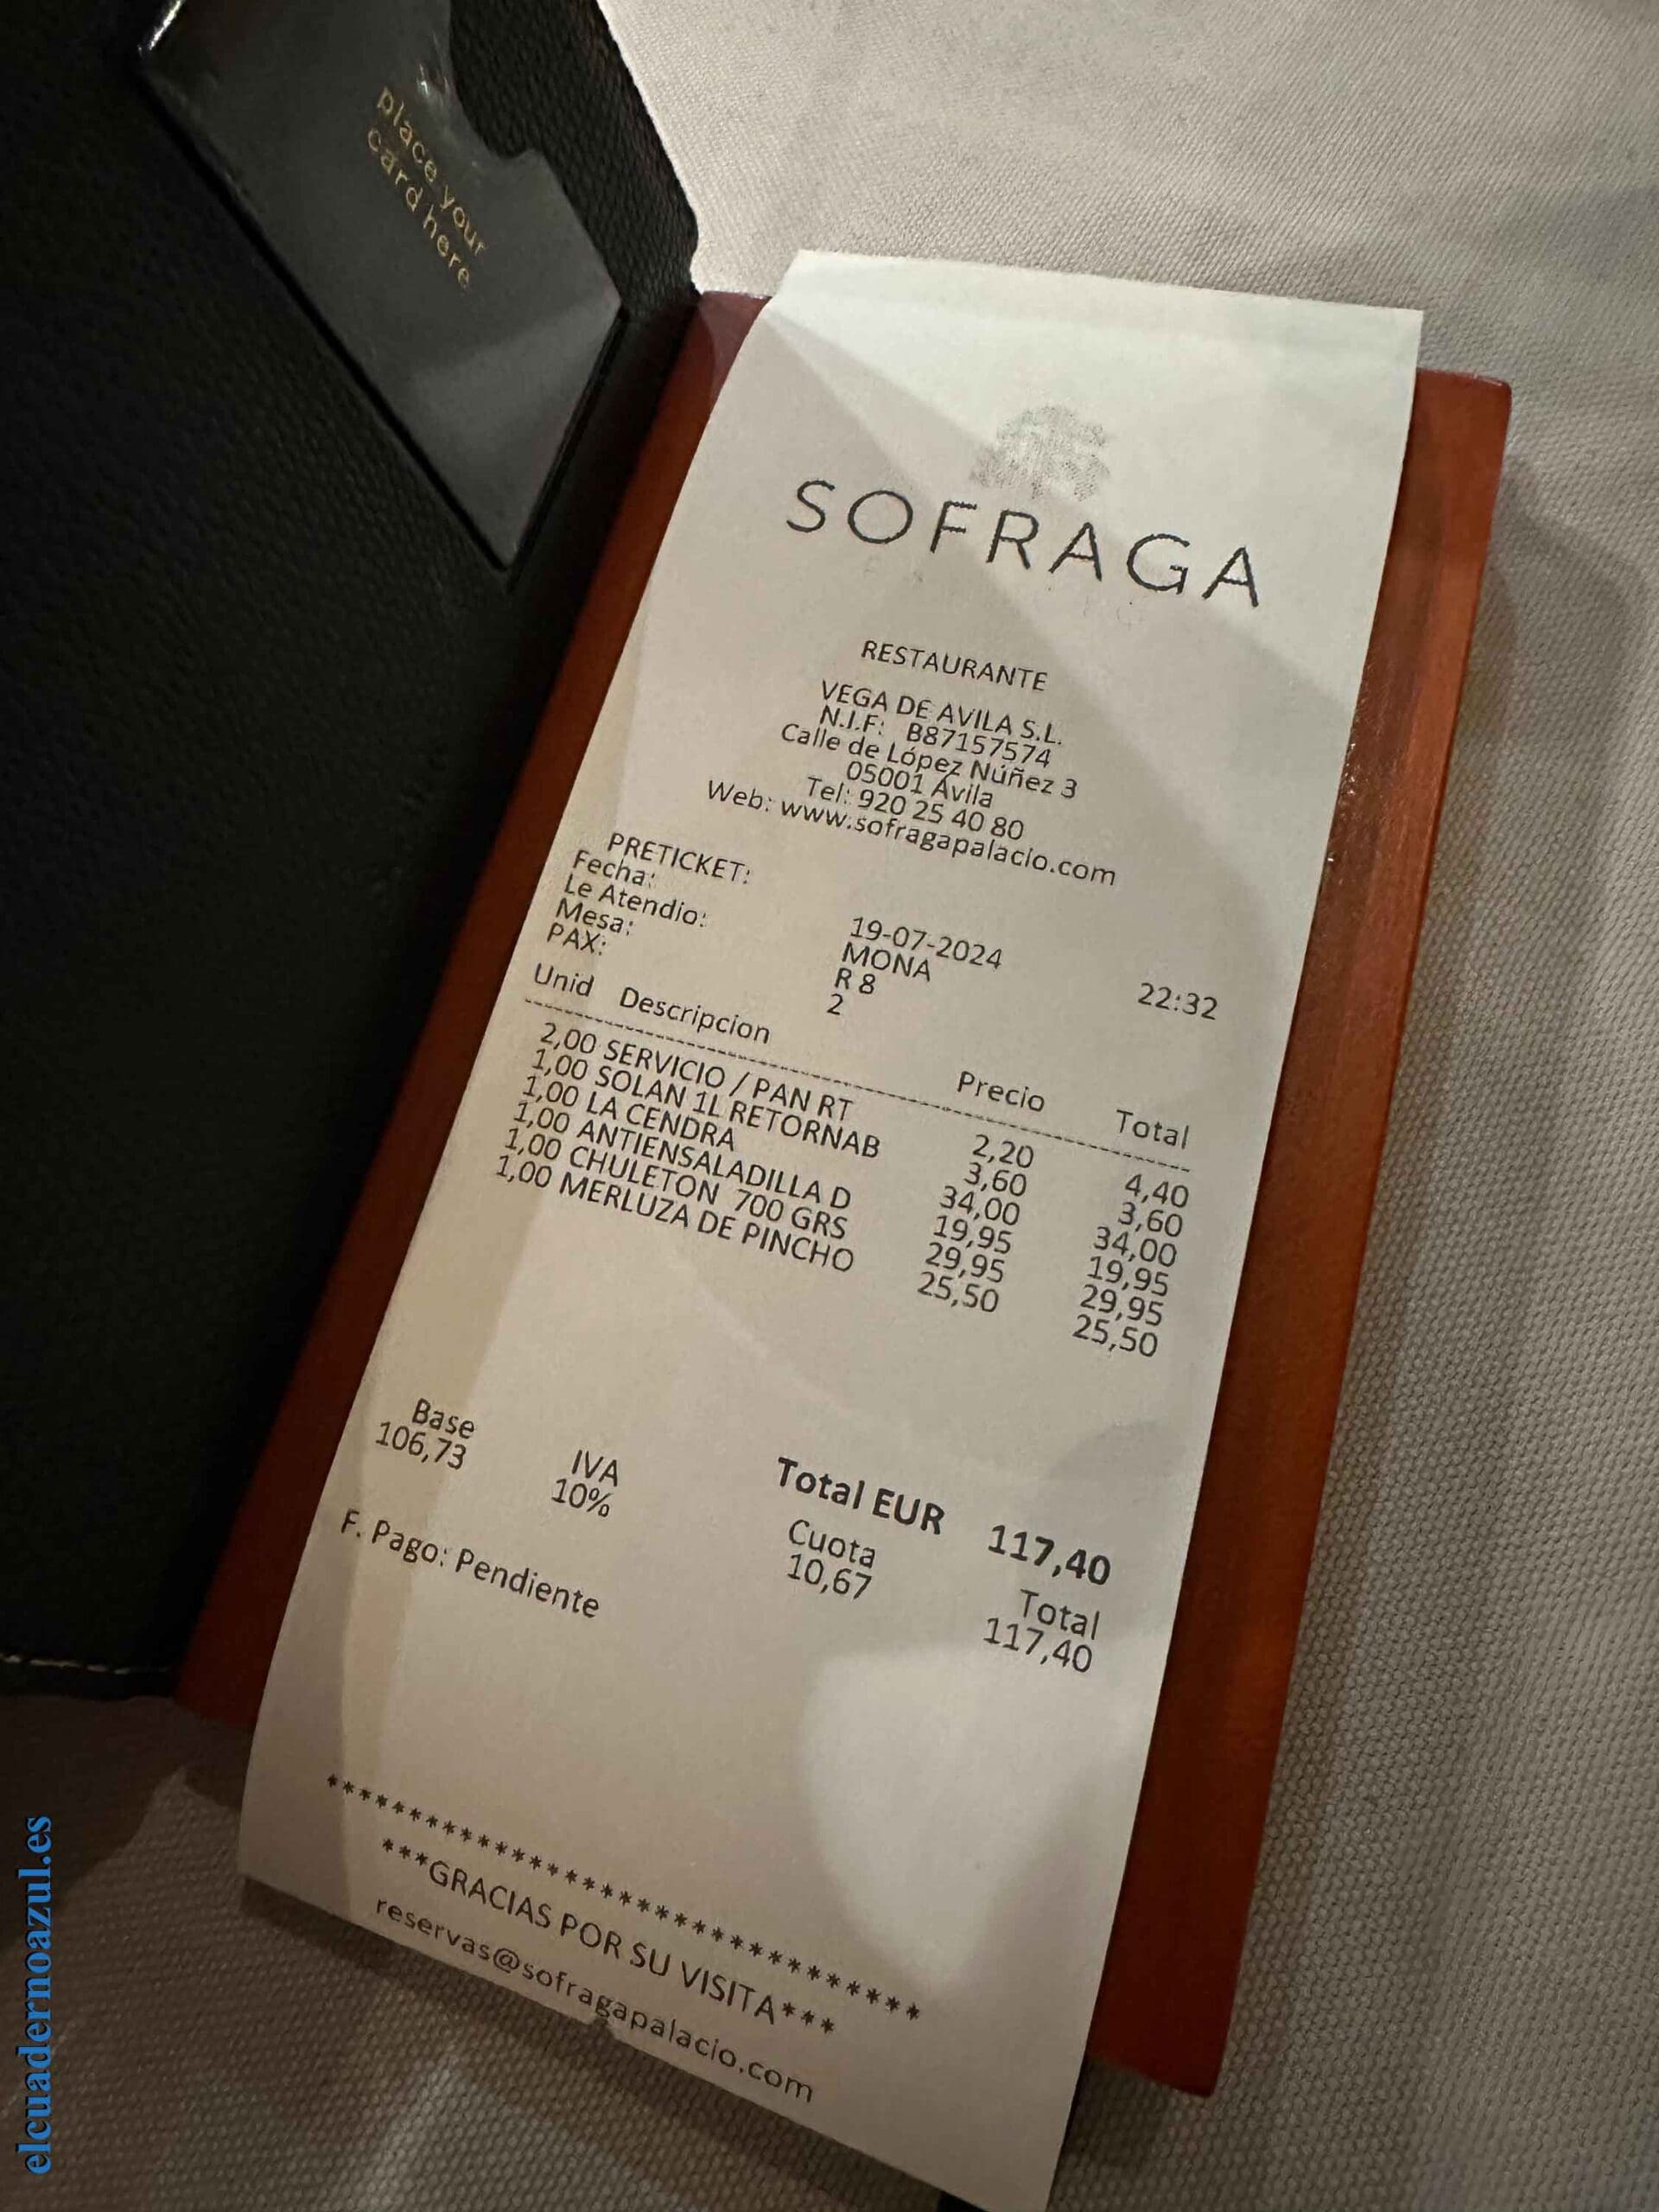 place your
card here
SOFRAGA
RESTAURANTE
VEGA DE AVILA S.L.
N.I.F: B87157574
Calle de López Núñez 3
05001 Ávila
Tel: 920 25 40 80
Web: www.sofragapalacio.com
PRETICKET:
Fecha: 19-07-2024 22:32
Le Atendio: MONA
Mesa: R 8
PAX: 2
Unid Descripcion Precio Total
2,00 SERVICIO / PAN RT 2,20 4,40
1,00 SOLAN 1L RETORNAB 3,60 3,60
1,00 LA CENDRA 34,00 34,00
1,00 ANTIENSALADILLA D 19,95 19,95
1,00 CHULETON 700 GRS 29,95 29,95
1,00 MERLUZA DE PINCHO 25,50 25,50
Total EUR 117,40
Base IVA Cuota Total
106,73 10% 10,67 117,40
F. Pago: Pendiente
***GRACIAS POR SU VISITA***
reservas@sofragapalacio.com
elcuadernoazul.es